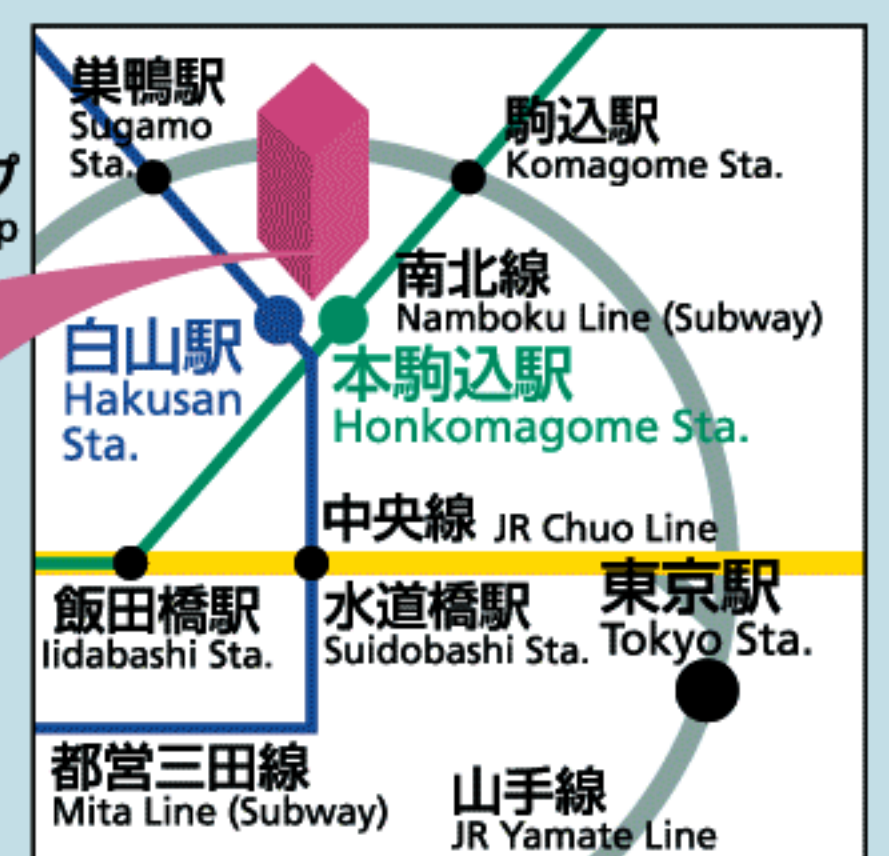 巣鴨駅
Sugamo
Sta.
駒込駅
Komagome Sta.
プ
p
南北線
Namboku Line (Subway)
白山駅
Hakusan
Sta.
本駒込駅
Honkomagome Sta.
中央線 JR Chuo Line
飯田橋駅
Iidabashi Sta.
水道橋駅
Suidobashi Sta.
東京駅
Tokyo Sta.
都営三田線
Mita Line (Subway)
山手線
JR Yamate Line